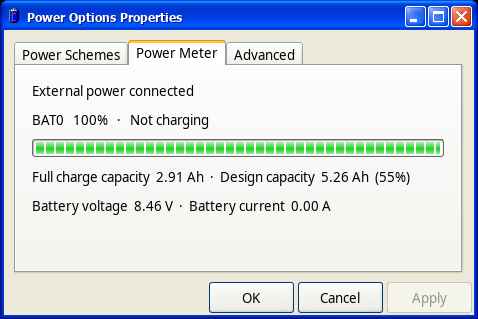 Power Options Properties
Power Schemes Power Meter Advanced
External power connected
BAT0 100% · Not charging
Full charge capacity 2.91 Ah · Design capacity 5.26 Ah (55%)
Battery voltage 8.46 V · Battery current 0.00 A
OK Cancel Apply